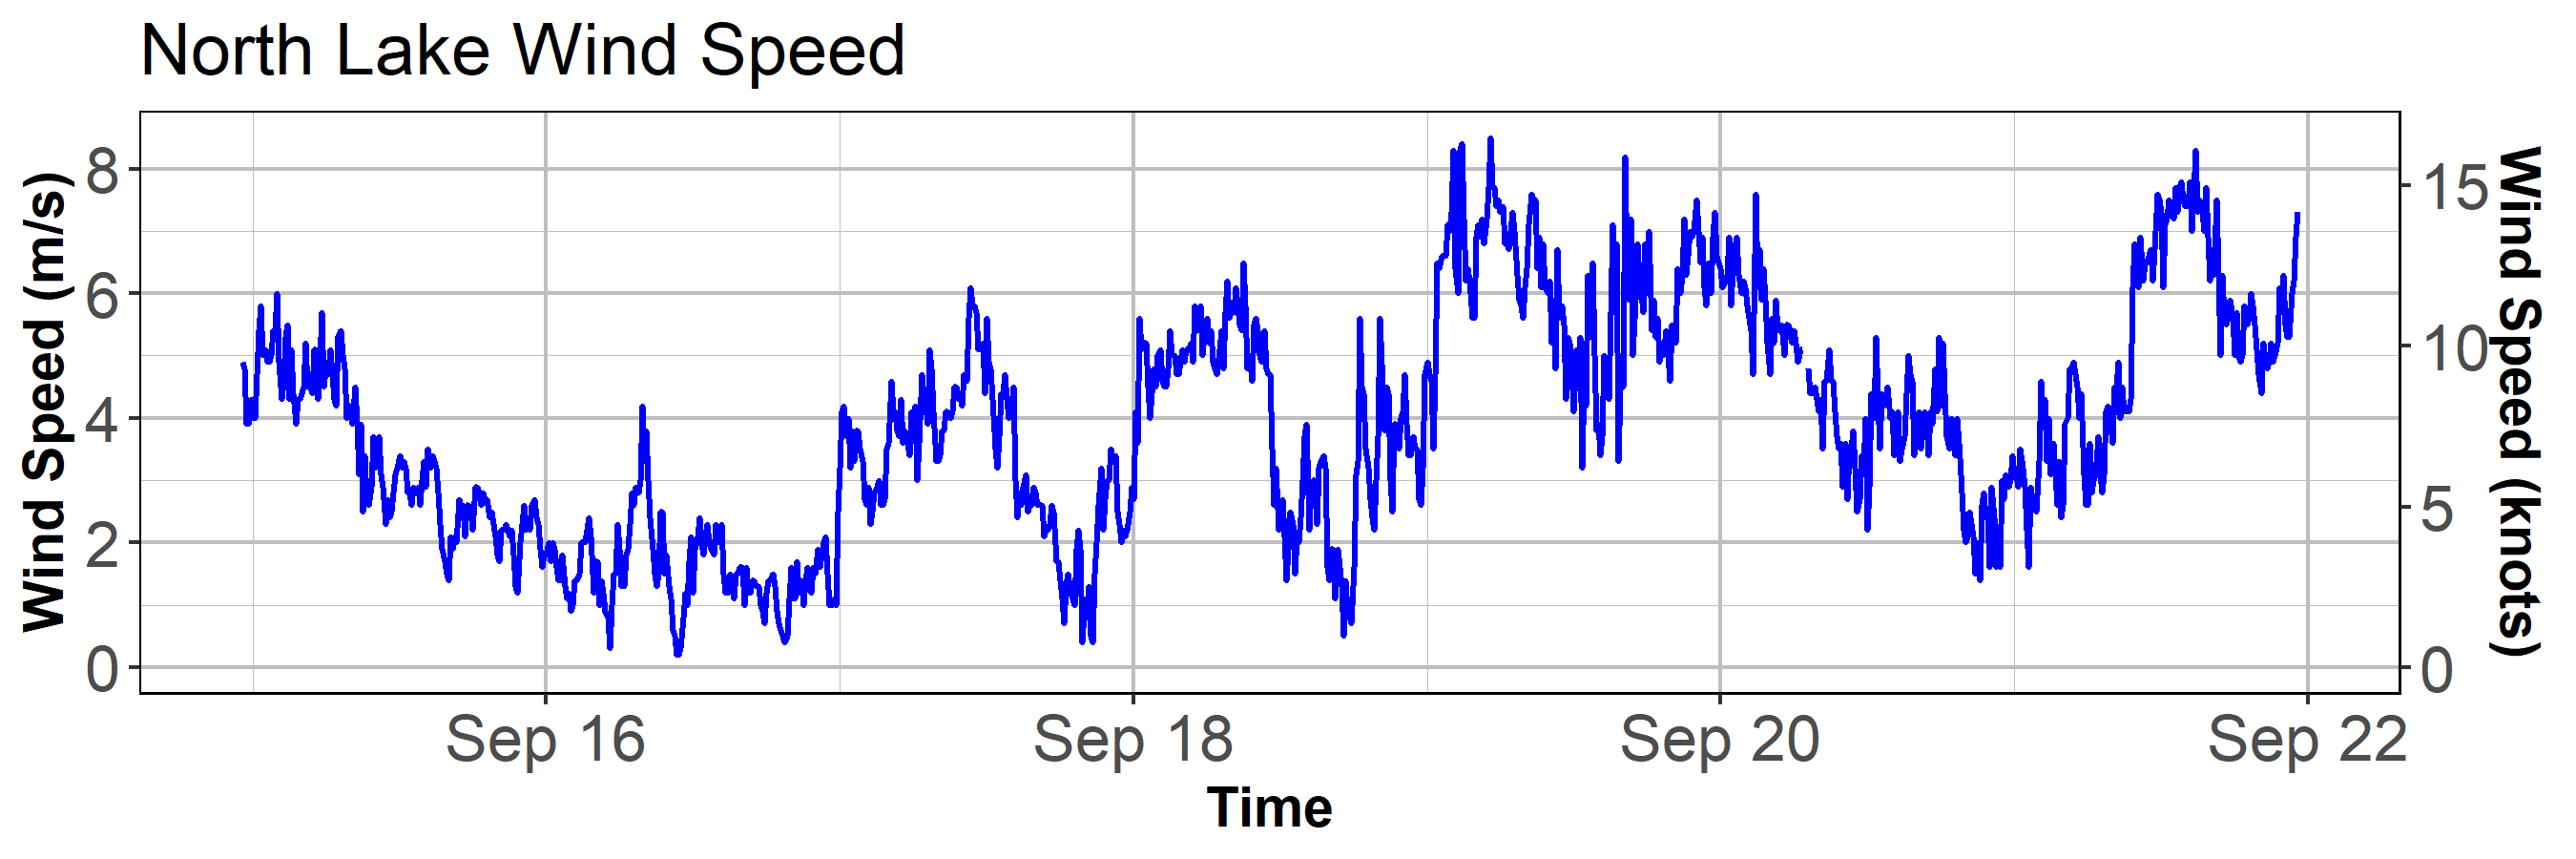 North Lake Wind Speed
Wind Speed (m/s)
8
6
4
2
0
15
10
5
0
Wind Speed (knots)
Sep 16 Sep 18 Sep 20 Sep 22
Time